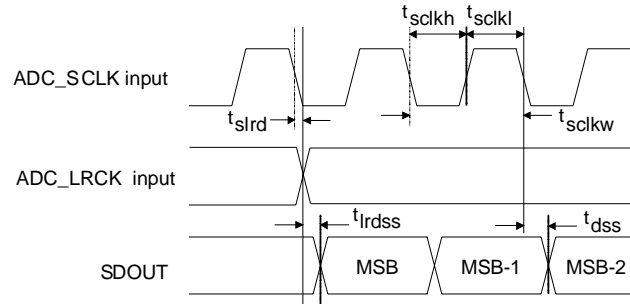 tsclkh tsclkl
ADC_SCLK input
tslrd tsclkw
ADC_LRCK input
tlrdss tdss
SDOUT MSB MSB-1 MSB-2